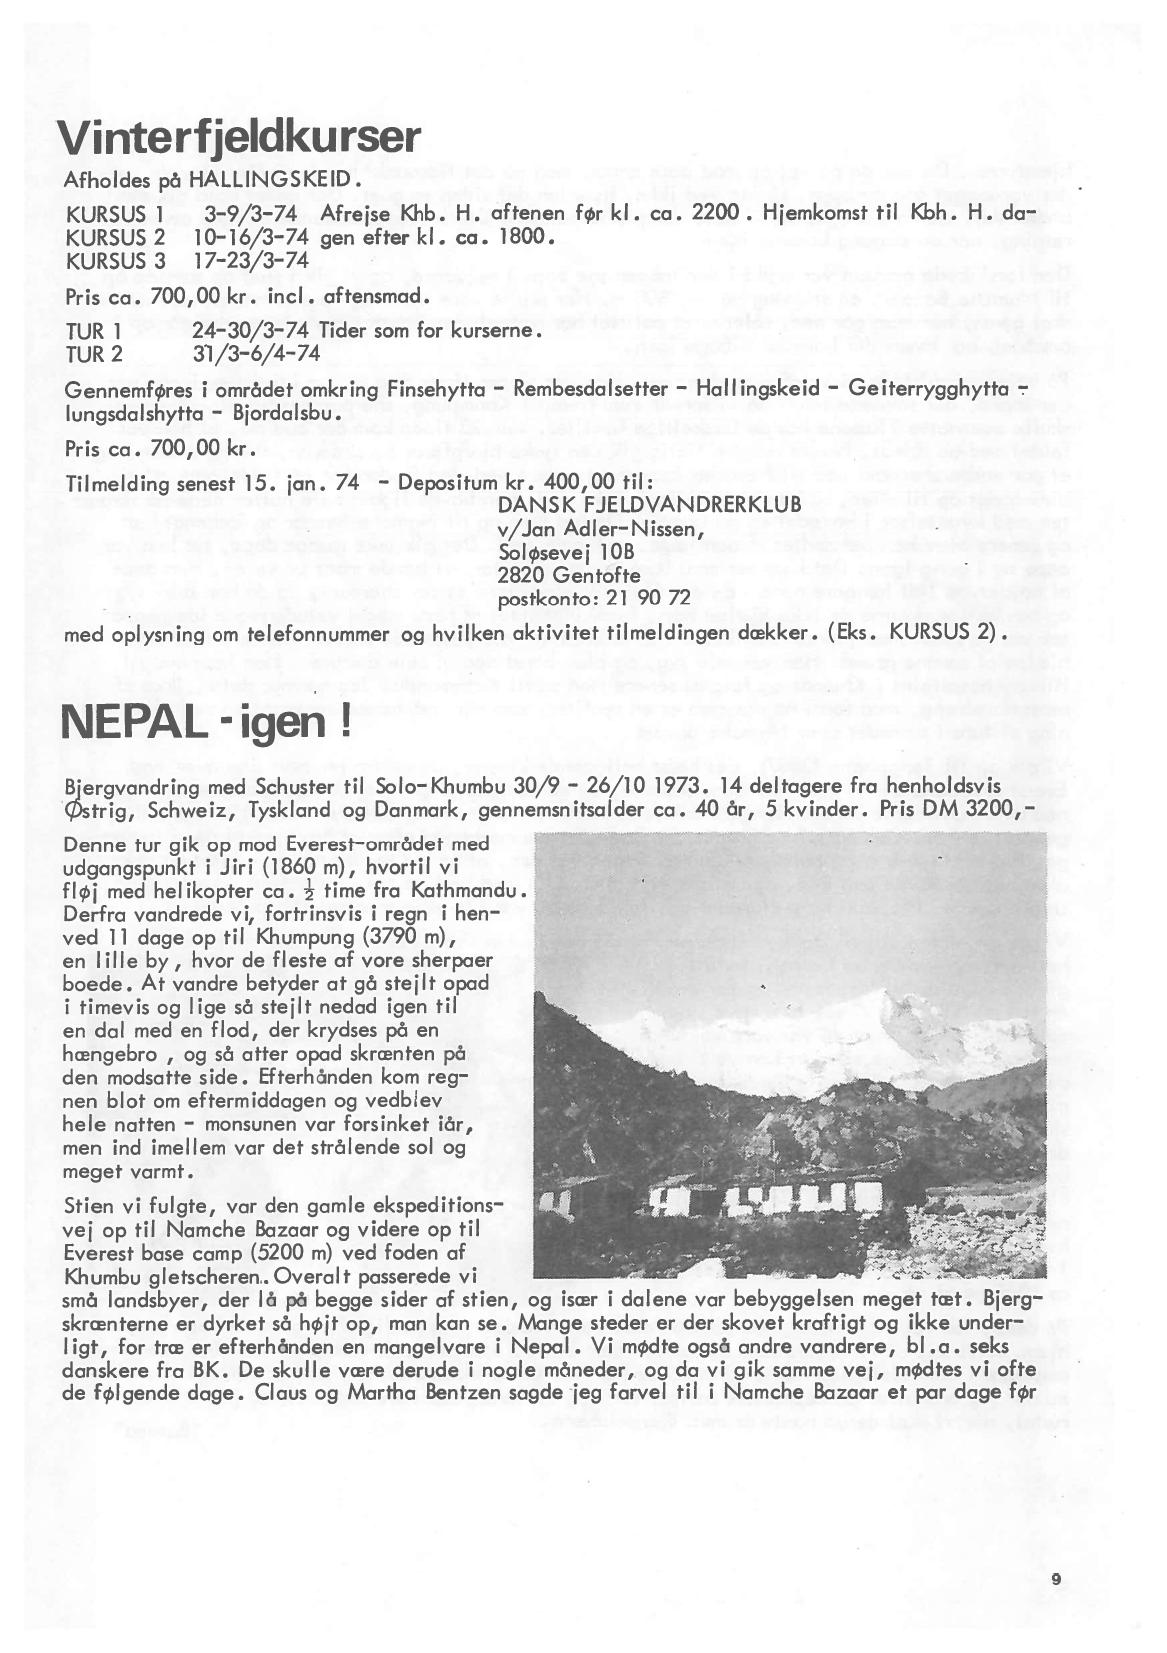 Vinterfjeldkurser
Afholdes på HALLINGSKEID.
KURSUS 1 3-9/3-74 Afrejse Khb. H. aftenen før kl. ca. 2200. Hjemkomst til Kbh. H. da-
KURSUS 2 10-16/3-74 gen efter kl. ca. 1800.
KURSUS 3 17-23/3-74
Pris ca. 700,00 kr. incl. aftensmad.
TUR 1 24-30/3-74 Tider som for kurserne.
TUR 2 31/3-6/4-74
Gennemføres i området omkring Finsehytta - Rembesdalsetter - Hallingskeid - Geiterrygghytta -
lungsdalshytta - Bjordalsbu.
Pris ca. 700,00 kr.
Tilmelding senest 15. jan. 74 - Depositum kr. 400,00 til:
DANSK FJELDVANDRERKLUB
v/Jan Adler-Nissen,
Soløsevej 10B
2820 Gentofte
postkonto: 21 90 72
med oplysning om telefonnummer og hvilken aktivitet tilmeldingen dækker. (Eks. KURSUS 2).
NEPAL - igen !
Bjergvandring med Schuster til Solo-Khumbu 30/9 - 26/10 1973. 14 deltagere fra henholdsvis
Østrig, Schweiz, Tyskland og Danmark, gennemsnitsalder ca. 40 år, 5 kvinder. Pris DM 3200,-
Denne tur gik op mod Everest-området med
udgangspunkt i Jiri (1860 m), hvortil vi
fløj med helikopter ca. ½ time fra Kathmandu.
Derfra vandrede vi, fortrinsvis i regn i hen-
ved 11 dage op til Khumpung (3790 m),
en lille by, hvor de fleste af vore sherpaer
boede. At vandre betyder at gå stejlt opad
i timevis og lige så stejlt nedad igen til
en dal med en flod, der krydses på en
hængebro , og så atter opad skrænten på
den modsatte side. Efterhånden kom reg-
nen blot om eftermiddagen og vedblev
hele natten - monsunen var forsinket iår,
men ind imellem var det strålende sol og
meget varmt.
Stien vi fulgte, var den gamle ekspeditions-
vej op til Namche Bazaar og videre op til
Everest base camp (5200 m) ved foden af
Khumbu gletscheren. Overalt passerede vi
små landsbyer, der lå på begge sider af stien, og især i dalene var bebyggelsen meget tæt. Bjerg-
skrænterne er dyrket så højt op, man kan se. Mange steder er der skovet kraftigt og ikke under-
ligt, for træ er efterhånden en mangelvare i Nepal. Vi mødte også andre vandrere, bl.a. seks
danskere fra BK. De skulle være derude i nogle måneder, og da vi gik samme vej, mødtes vi ofte
de følgende dage. Claus og Martha Bentzen sagde jeg farvel til i Namche Bazaar et par dage før
9